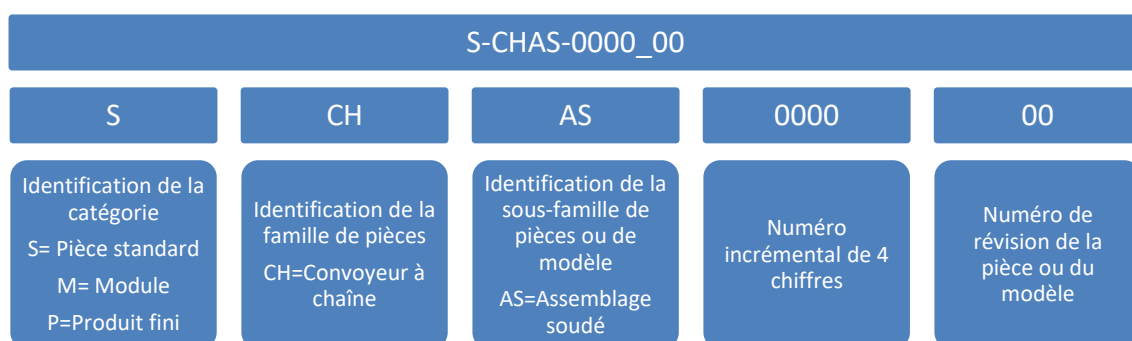 S-CHAS-0000_00
S
CH
AS
0000
00
Identification de la
catégorie
S= Pièce standard
M= Module
P=Produit fini
Identification de la
famille de pièces
CH=Convoyeur à
chaîne
Identification de la
sous-famille de
pièces ou de
modèle
AS=Assemblage
soudé
Numéro
incrémental de 4
chiffres
Numéro de
révision de la
pièce ou du
modèle